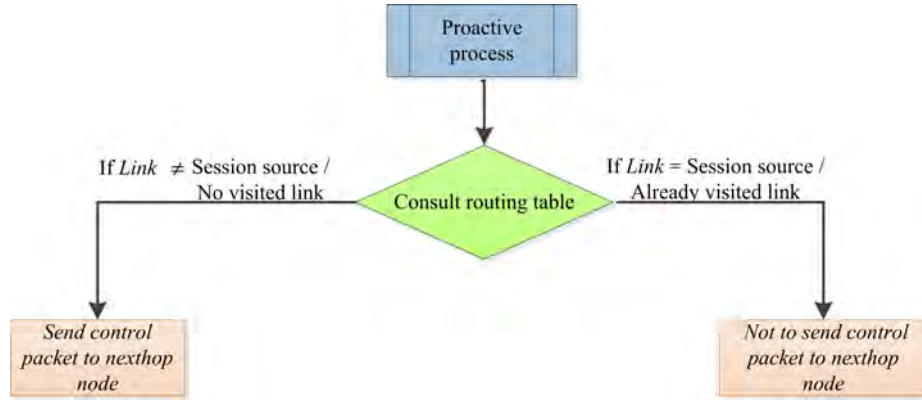 Proactive
process
If Link ≠ Session source /
No visited link
Consult routing table
If Link = Session source /
Already visited link
Send control
packet to nexthop
node
Not to send control
packet to nexthop
node